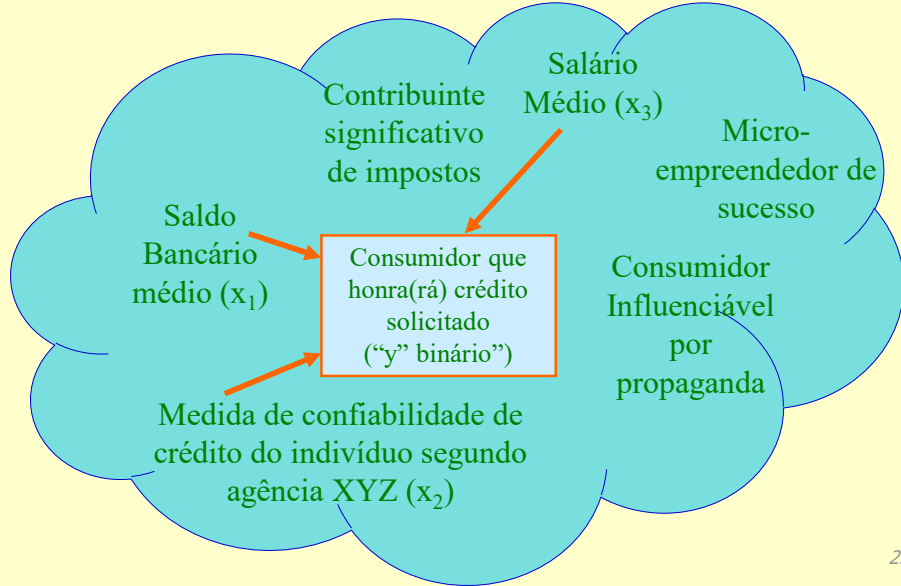 Contribuinte
significativo
de impostos
Salário
Médio (x₃)
Micro-
empreendedor de
sucesso
Saldo
Bancário
médio (x₁)
Consumidor que
honra(rá) crédito
solicitado
(“y” binário”)
Consumidor
Influenciável
por
propaganda
Medida de confiabilidade de
crédito do indivíduo segundo
agência XYZ (x₂)